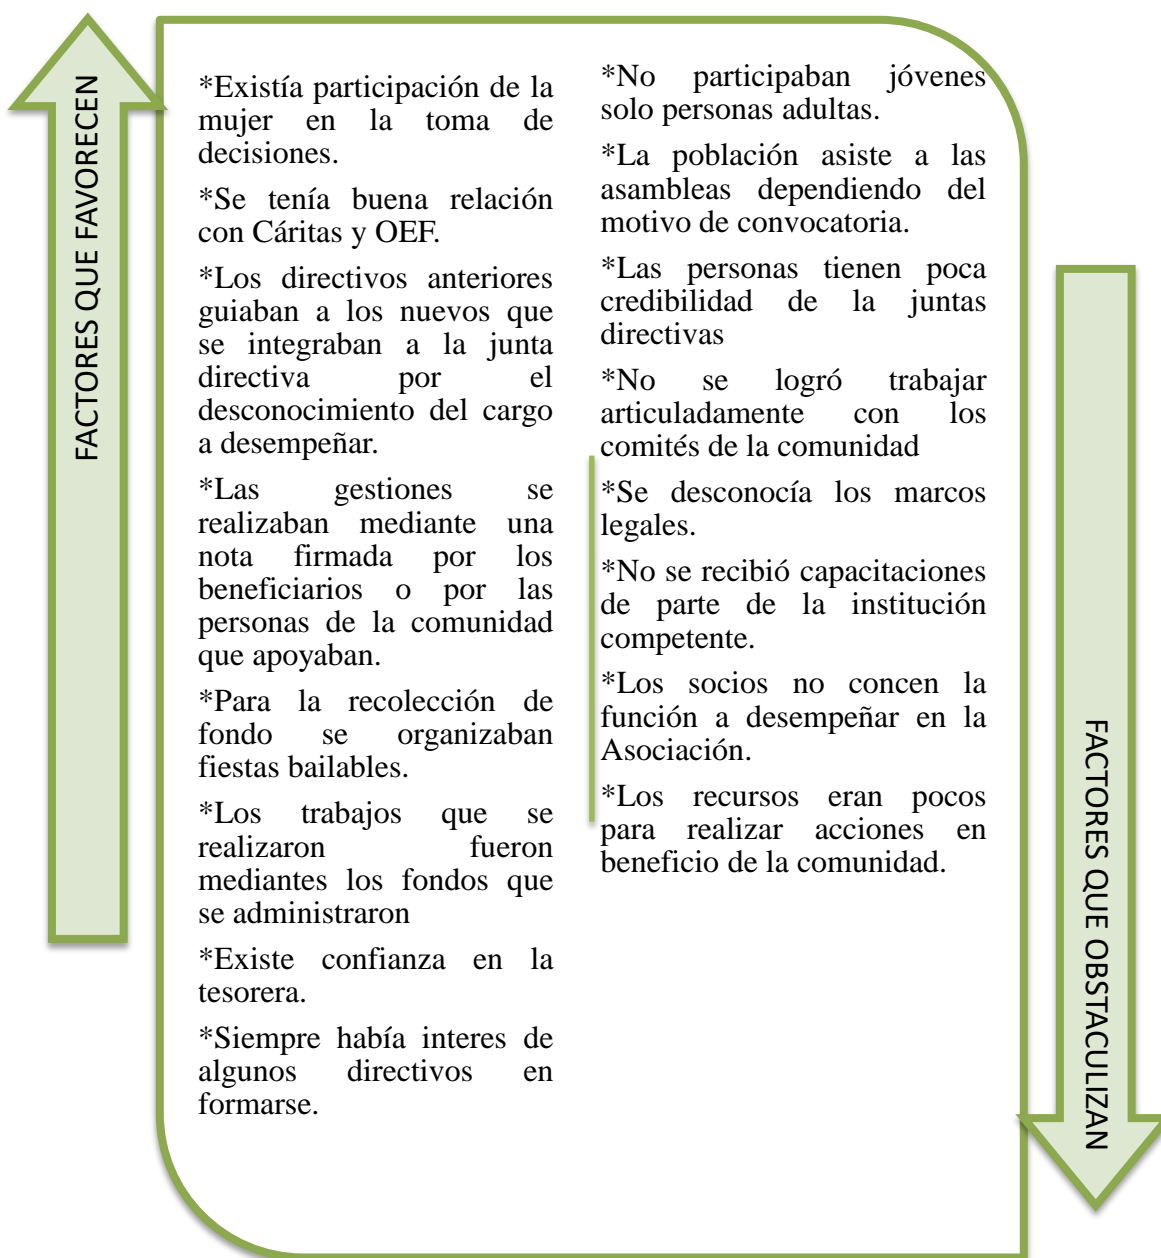 FACTORES QUE FAVORECEN
*Existía participación de la
mujer en la toma de
decisiones.
*Se tenía buena relación
con Cáritas y OEF.
*Los directivos anteriores
guiaban a los nuevos que
se integraban a la junta
directiva por el
desconocimiento del cargo
a desempeñar.
*Las gestiones se
realizaban mediante una
nota firmada por los
beneficiarios o por las
personas de la comunidad
que apoyaban.
*Para la recolección de
fondo se organizaban
fiestas bailables.
*Los trabajos que se
realizaron fueron
mediantes los fondos que
se administraron
*Existe confianza en la
tesorera.
*Siempre había interes de
algunos directivos en
formarse.
*No participaban jóvenes
solo personas adultas.
*La población asiste a las
asambleas dependiendo del
motivo de convocatoria.
*Las personas tienen poca
credibilidad de la juntas
directivas
*No se logró trabajar
articuladamente con los
comités de la comunidad
*Se desconocía los marcos
legales.
*No se recibió capacitaciones
de parte de la institución
competente.
*Los socios no concen la
función a desempeñar en la
Asociación.
*Los recursos eran pocos
para realizar acciones en
beneficio de la comunidad.
FACTORES QUE OBSTACULIZAN